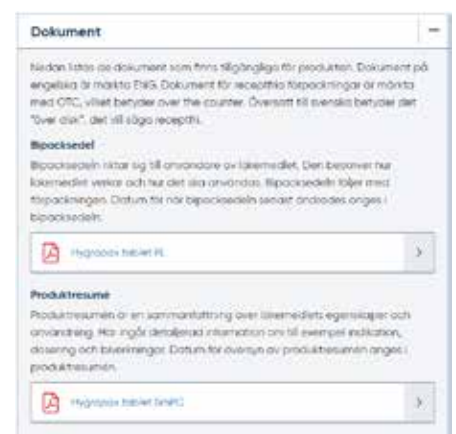 Dokument
Nedan listas de dokument som finns tillgängliga för produkten. Dokument på
engelska är märkta ENG. Dokument för receptfria förpackningar är märkta
med OTC, vilket betyder over the counter. Översatt till svenska betyder det
"över disk", det vill säga receptfri.
Bipacksedel
Bipacksedeln riktar sig till användare av läkemedlet. Den beskriver hur
läkemedlet verkar och hur det ska användas. Bipacksedeln följer med
förpackningen. Datum för när bipacksedeln senast ändrades anges i
bipacksedeln.
tablet PL
Produktresumé
Produktresumén är en sammanfattning över läkemedlets egenskaper och
användning. Här ingår detaljerad information om till exempel indikation,
dosering och biverkningar. Datum för översyn av produktresumén anges i
produktresumén.
tablet SmPC